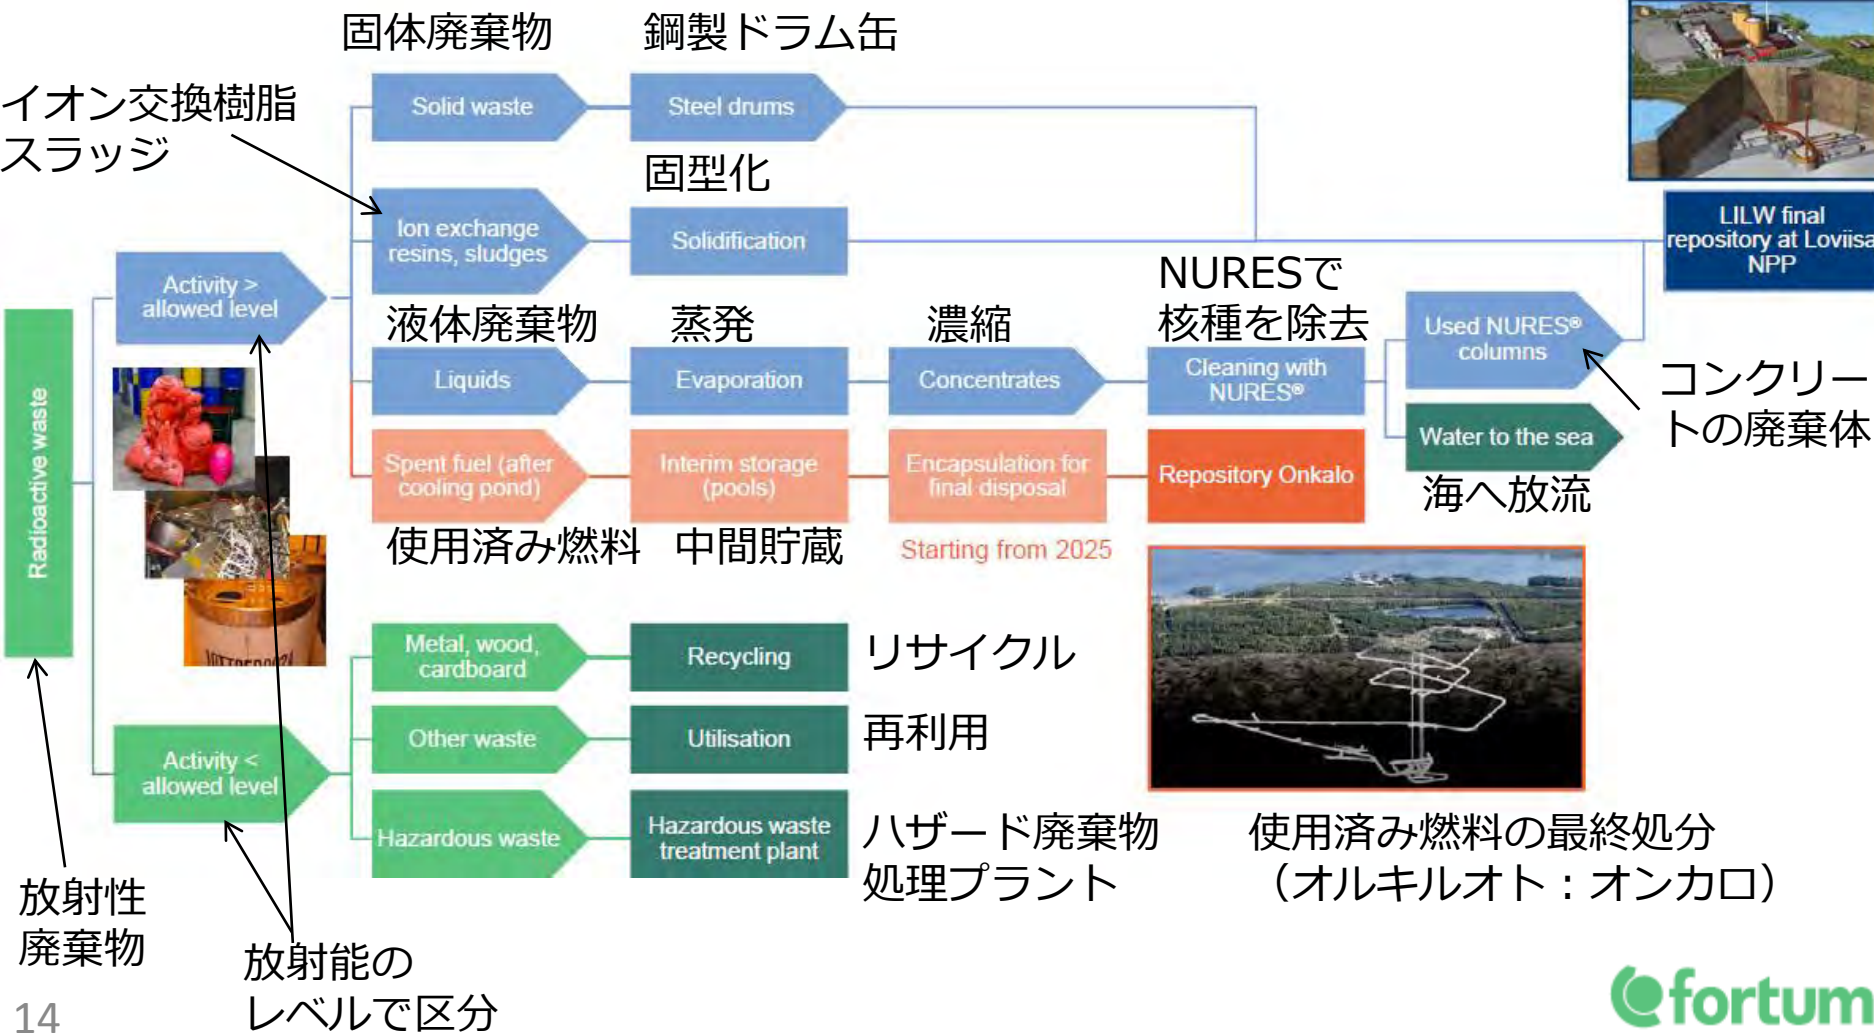 固体廃棄物
鋼製ドラム缶
イオン交換樹脂
スラッジ
Solid waste
Steel drums
固型化
Ion exchange
resins, sludges
Solidification
LILW final
repository at Loviisa
NPP
Activity >
allowed level
NURESで
核種を除去
液体廃棄物
蒸発
濃縮
Liquids
Evaporation
Concentrates
Cleaning with
NURES®
Used NURES®
columns
コンクリー
トの廃棄体
Water to the sea
海へ放流
Radioactive waste
Spent fuel (after
cooling pond)
Interim storage
(pools)
Encapsulation for
final disposal
Repository Onkalo
使用済み燃料
中間貯蔵
Starting from 2025
Metal, wood,
cardboard
Recycling
リサイクル
Other waste
Utilisation
再利用
Activity <
allowed level
Hazardous waste
Hazardous waste
treatment plant
ハザード廃棄物
処理プラント
使用済み燃料の最終処分
（オルキルオト：オンカロ）
放射性
廃棄物
放射能の
レベルで区分
14
fortum